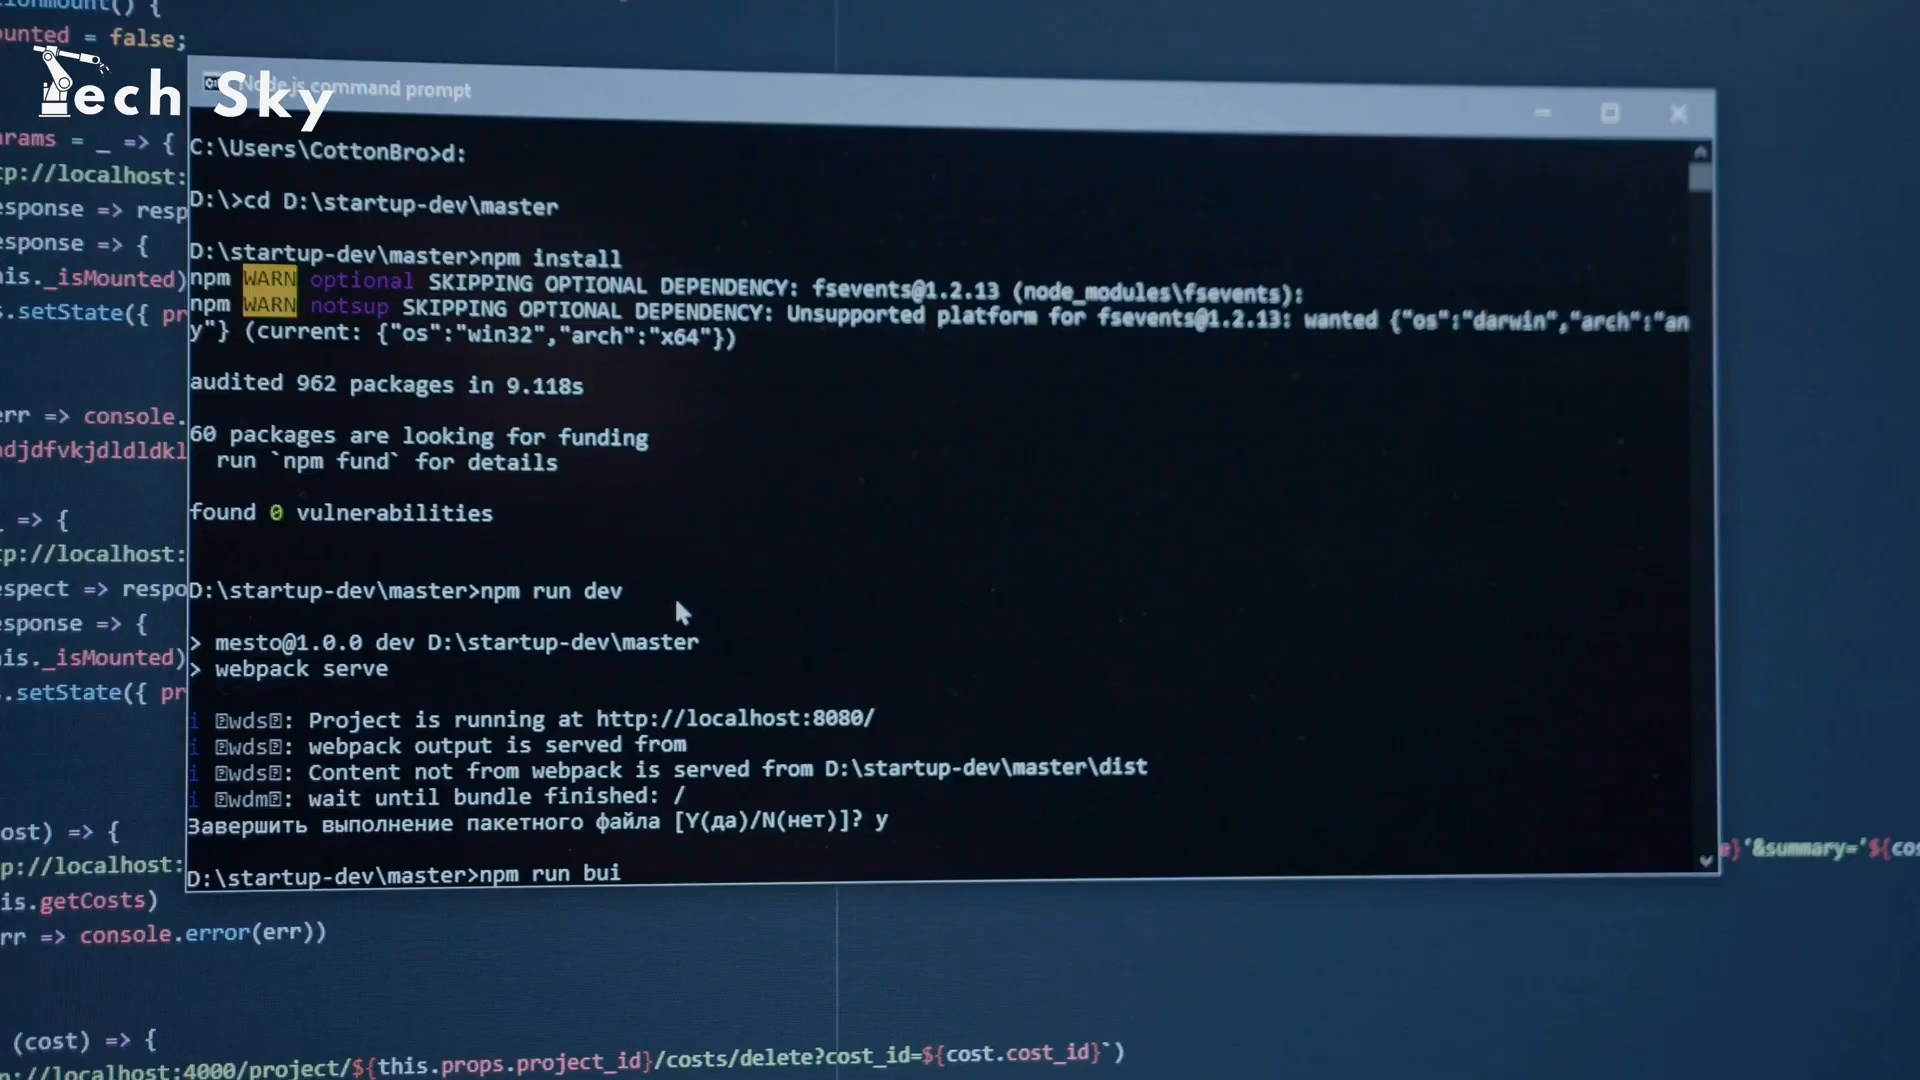 ounted = false;
Tech Sky
Node.js command prompt
C:\Users\CottonBro>d:
D:\>cd D:\startup-dev\master
D:\startup-dev\master>npm install
npm WARN optional SKIPPING OPTIONAL DEPENDENCY: fsevents@1.2.13 (node_modules\fsevents):
npm WARN notsup SKIPPING OPTIONAL DEPENDENCY: Unsupported platform for fsevents@1.2.13: wanted {"os":"darwin","arch":"an
y"} (current: {"os":"win32","arch":"x64"})
audited 962 packages in 9.118s
60 packages are looking for funding
run `npm fund` for details
found 0 vulnerabilities
D:\startup-dev\master>npm run dev
> mesto@1.0.0 dev D:\startup-dev\master
> webpack serve
i ⍰wds⍰: Project is running at http://localhost:8080/
i ⍰wds⍰: webpack output is served from
i ⍰wds⍰: Content not from webpack is served from D:\startup-dev\master\dist
i ⍰wdm⍰: wait until bundle finished: /
Завершить выполнение пакетного файла [Y(да)/N(нет)]? y
D:\startup-dev\master>npm run bui
arams = _ => {
tp://localhost:
esponse => resp
esponse => {
his._isMounted)
s.setState({ pr
err => console.
djdfvkjdldldkl
_ => {
tp://localhost:
espect => respo
esponse => {
his._isMounted)
s.setState({ pr
ost) => {
p://localhost:
is.getCosts)
rr => console.error(err))
}'&summary='${cos
(cost) => {
p://localhost:4000/project/${this.props.project_id}/costs/delete?cost_id=${cost.cost_id}`)